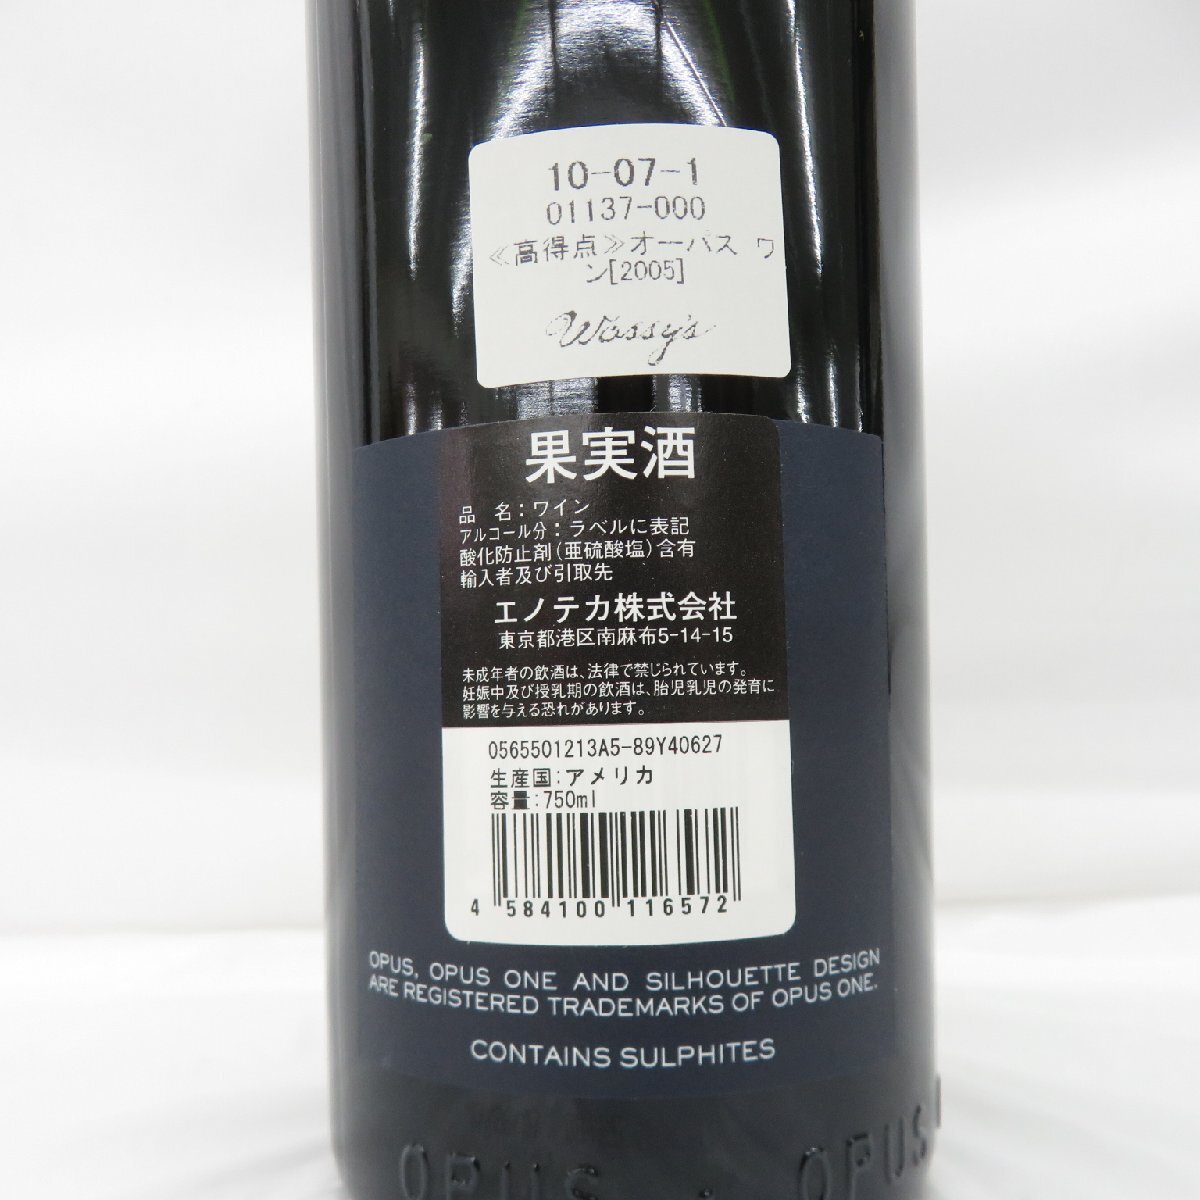 10-07-1
01137-000
≪高得点≫オーパス ワ
ン[2005]
Wassy's
果実酒
品 名：ワイン
アルコール分：ラベルに表記
酸化防止剤(亜硫酸塩)含有
輸入者及び引取先
エノテカ株式会社
東京都港区南麻布5-14-15
未成年者の飲酒は、法律で禁じられています。
妊娠中及び授乳期の飲酒は、胎児乳児の発育に
影響を与える恐れがあります。
0565501213A5-89Y40627
生産国：アメリカ
容量：750ml
4 584100 116572
OPUS, OPUS ONE AND SILHOUETTE DESIGN
ARE REGISTERED TRADEMARKS OF OPUS ONE.
CONTAINS SULPHITES
OPUS · OPUS